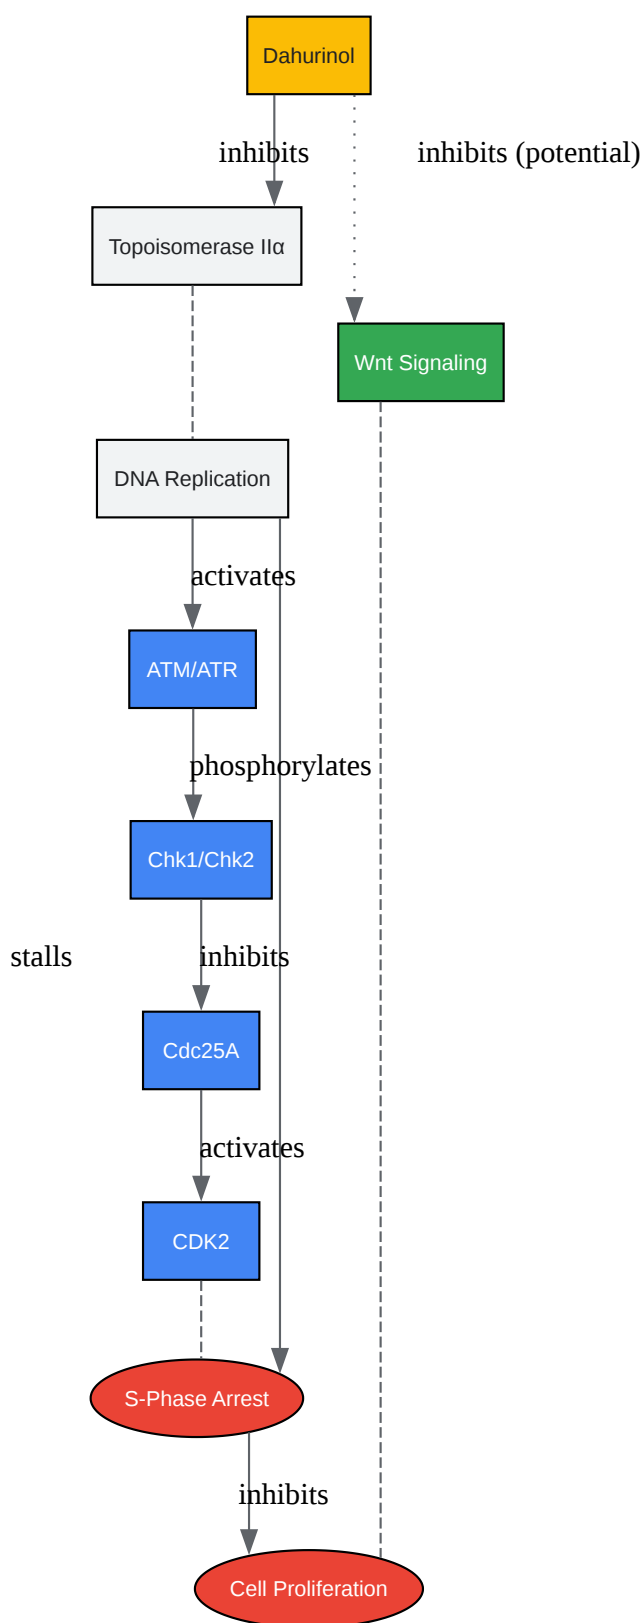 Dahurinol
inhibits
inhibits (potential)
Topoisomerase IIα
Wnt Signaling
DNA Replication
activates
ATM/ATR
phosphorylates
Chk1/Chk2
stalls
inhibits
Cdc25A
activates
CDK2
S-Phase Arrest
inhibits
Cell Proliferation